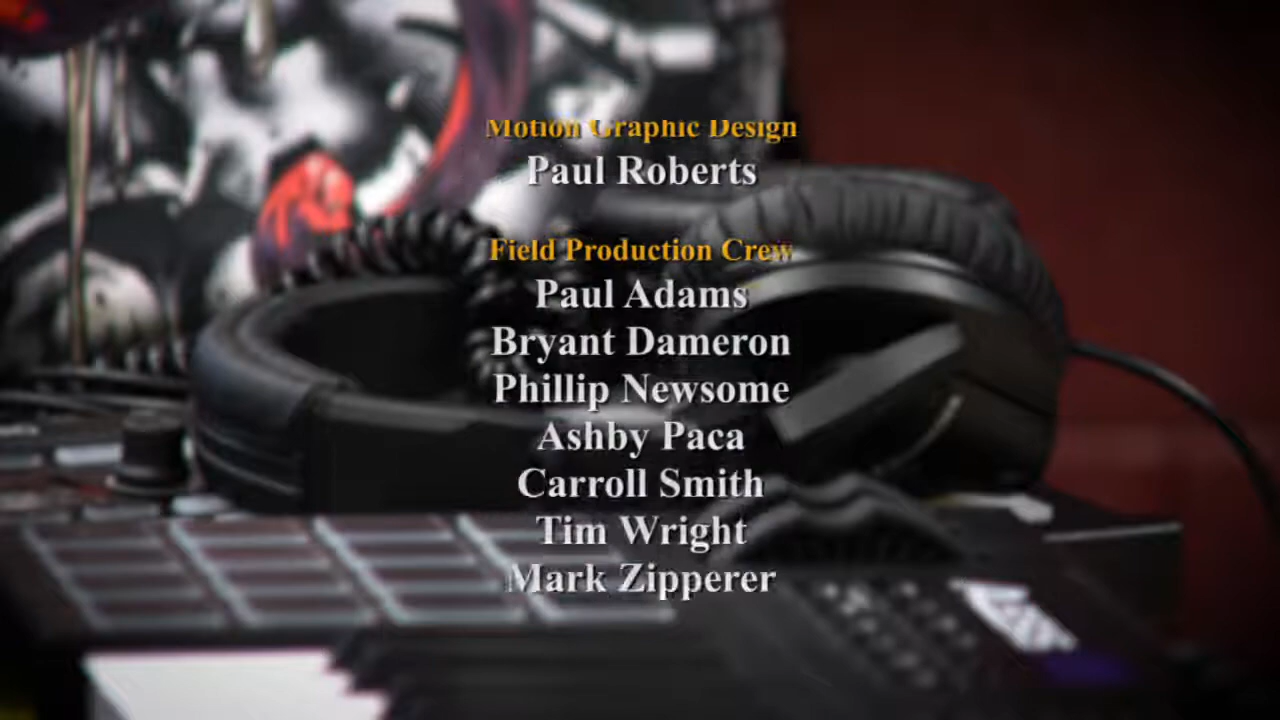 Motion Graphic Design
Paul Roberts
Field Production Crew
Paul Adams
Bryant Dameron
Phillip Newsome
Ashby Paca
Carroll Smith
Tim Wright
Mark Zipperer